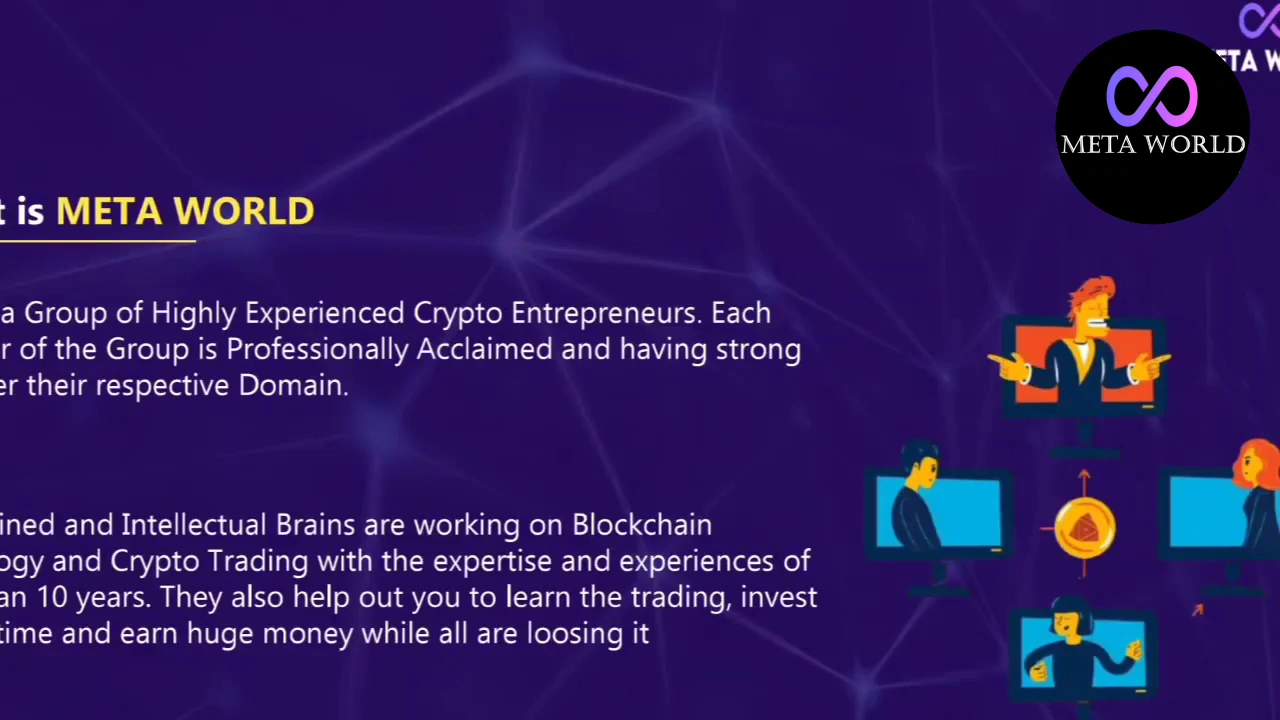 META WORLD
t is META WORLD
a Group of Highly Experienced Crypto Entrepreneurs. Each
r of the Group is Professionally Acclaimed and having strong
er their respective Domain.
ined and Intellectual Brains are working on Blockchain
ogy and Crypto Trading with the expertise and experiences of
an 10 years. They also help out you to learn the trading, invest
time and earn huge money while all are loosing it